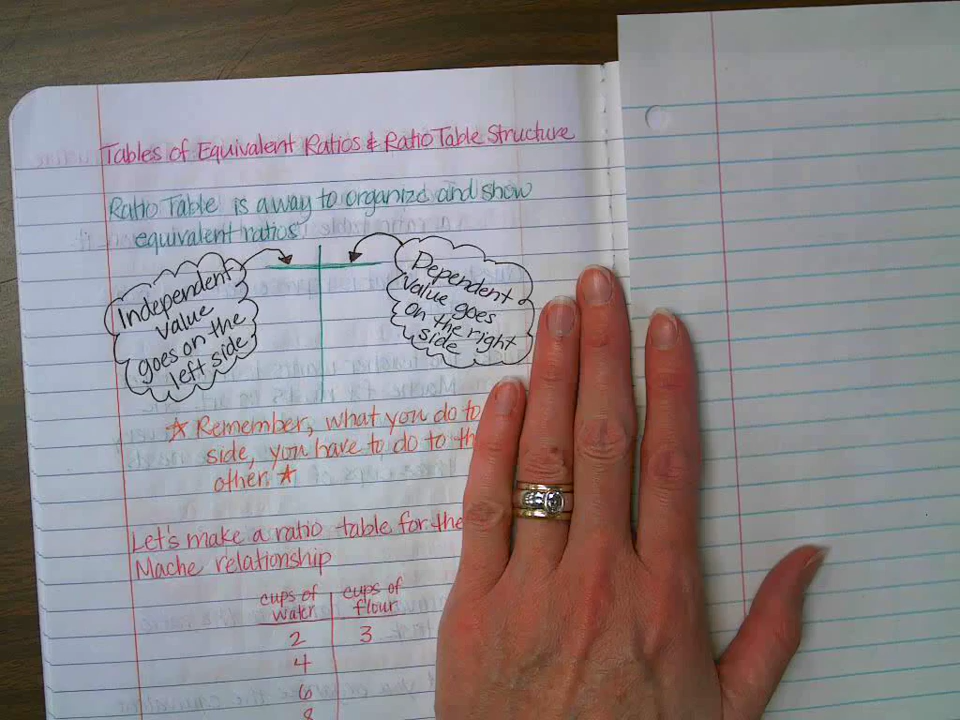 Tables of Equivalent Ratios & Ratio Table Structure
Ratio Table is a way to organize and show
equivalent ratios
Independent
value
goes on the
left side
Dependent
value goes
on the right
side
☆ Remember, what you do to
side, you have to do to th
other. ☆
Let's make a ratio table for the
Mache relationship
cups of water | cups of flour
2 | 3
4
6
8